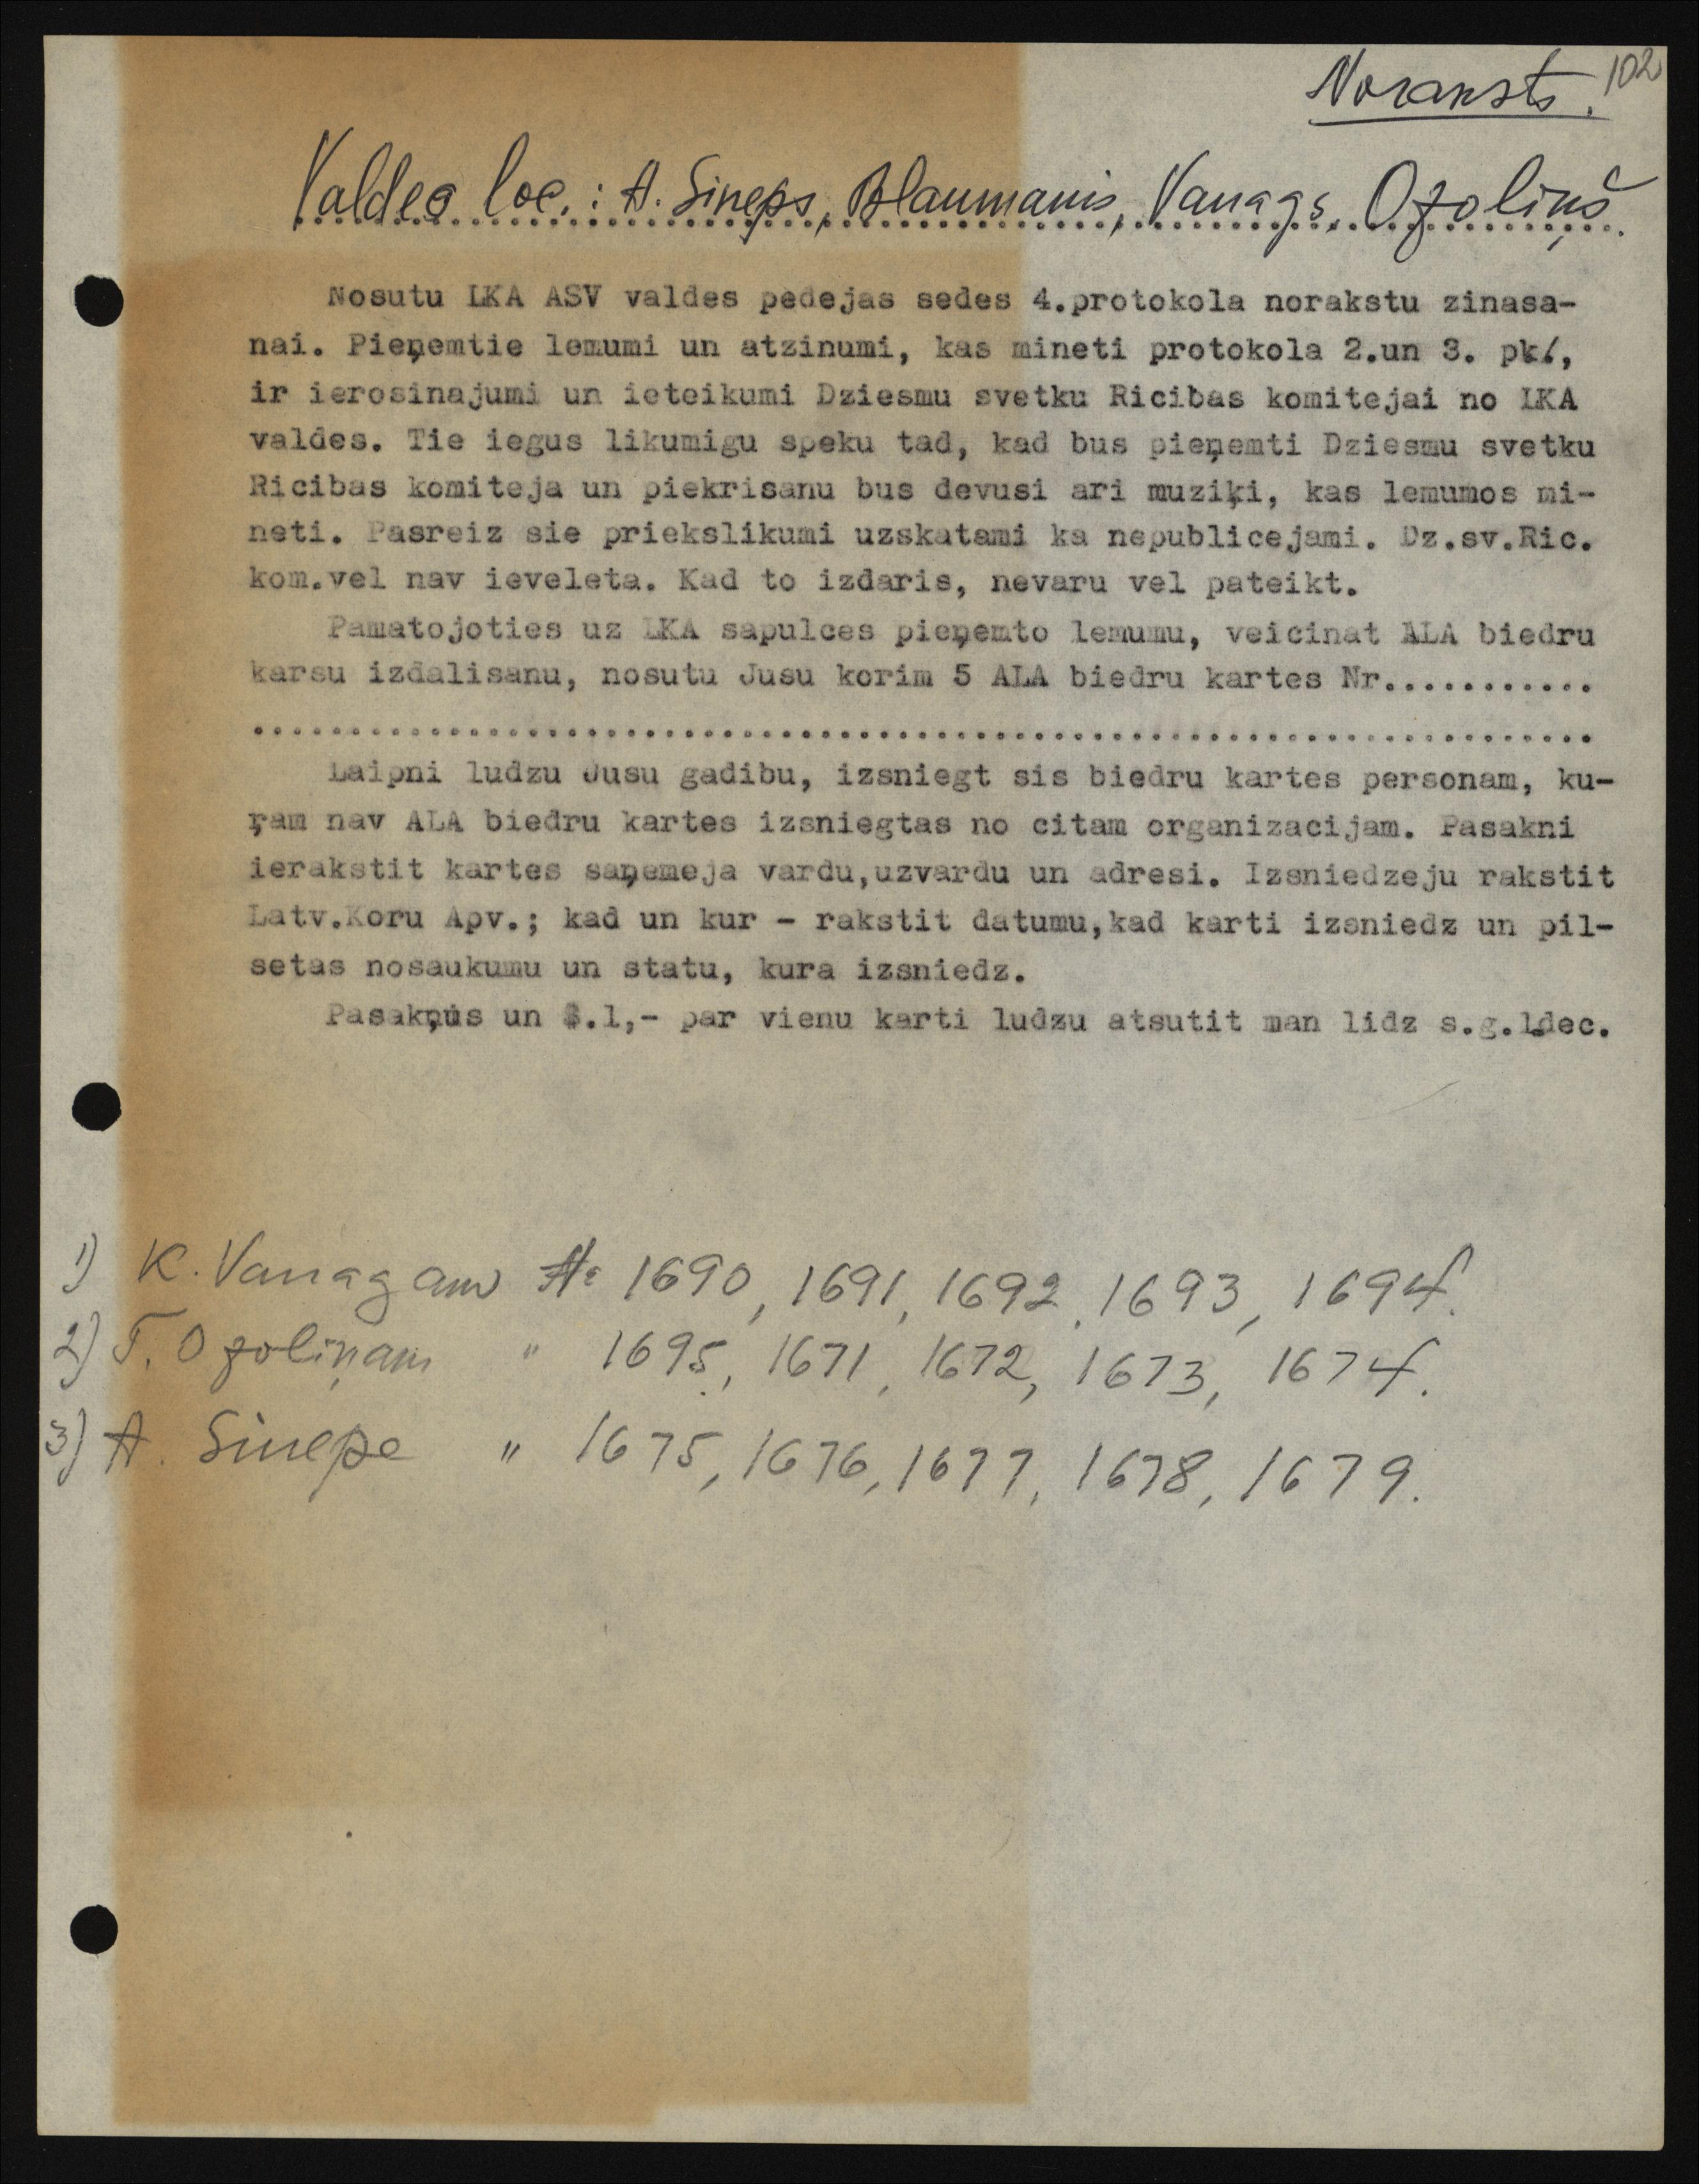 102
Noraksts.
Valdes loc.: A. Sineps, Blaumanis, Vanags, Ozoliņš
Nosutu LKA ASV valdes pedejas sedes 4.protokola norakstu zinasa-
nai. Pieņemtie lemumi un atzinumi, kas mineti protokola 2.un 3. pk.,
ir ierosinajumi un ieteikumi Dziesmu svetku Ricibas komitejai no LKA
valdes. Tie iegus likumigu speku tad, kad bus pieņemti Dziesmu svetku
Ricibas komiteja un piekrisanu bus devusi ari muziķi, kas lemumos mi-
neti. Pasreiz sie priekslikumi uzskatami ka nepublicejami. Dz.sv.Ric.
kom.vel nav ieveleta. Kad to izdaris, nevaru vel pateikt.
Pamatojoties uz LKA sapulces pieņemto lemumu, veicinat ALA biedru
karsu izdalisanu, nosutu Jusu korim 5 ALA biedru kartes Nr...........
....................................................................
Laipni ludzu Jusu gadibu, izsniegt sis biedru kartes personam, ku-
ŗam nav ALA biedru kartes izsniegtas no citam organizacijam. Pasakni
ierakstit kartes saņemeja vardu,uzvardu un adresi. Izsniedzeju rakstit
Latv.Koru Apv.; kad un kur - rakstit datumu,kad karti izsniedz un pil-
setas nosaukumu un statu, kura izsniedz.
Pasakņus un $.1,- par vienu karti ludzu atsutit man lidz s.g.1.dec.
1) K. Vanagam № 1690, 1691, 1692, 1693, 1694.
2) T. Ozoliņam " 1695, 1671, 1672, 1673, 1674.
3) A. Sinepe " 1675, 1676, 1677, 1678, 1679.